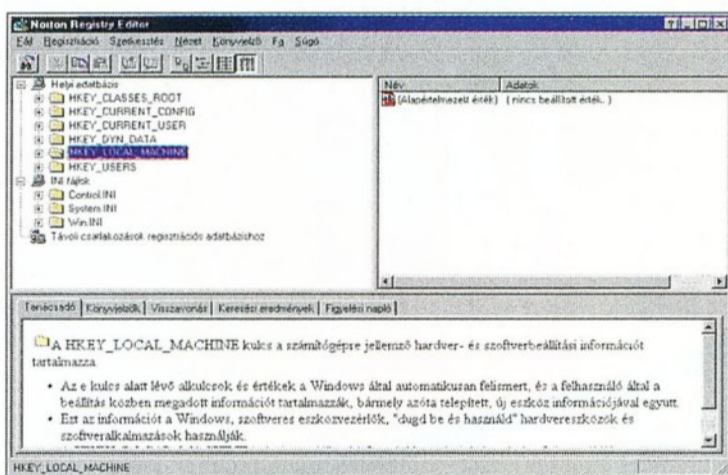 Norton Registry Editor
Fájl Regisztráció Szerkesztés Nézet Könyvjelző Fa Súgó
Helyi adatbázis
HKEY_CLASSES_ROOT
HKEY_CURRENT_CONFIG
HKEY_CURRENT_USER
HKEY_DYN_DATA
HKEY_LOCAL_MACHINE
HKEY_USERS
INI fájlok
Control.INI
System.INI
Win.INI
Távoli csatlakozások regisztrációs adatbázishoz
Név Adatok
(Alapértelmezett érték) ( nincs beállított érték. )
Tanácsadó Könyvjelzők Visszavonás Keresési eredmények Figyelési napló
A HKEY_LOCAL_MACHINE kulcs a számítógépre jellemző hardver- és szoftverbeállítási információt
tartalmazza.
• Az e kulcs alatt lévő alkulcsok és értékek a Windows által automatikusan felismert, és a felhasználó által a
beállítás közben megadott információt tartalmazzák, bármely azóta telepített, új eszköz információjával együtt.
• Ezt az információt a Windows, szoftveres eszközvezérlők, "dugd be és használd" hardvereszközök és
szoftveralkalmazások használják.
HKEY_LOCAL_MACHINE